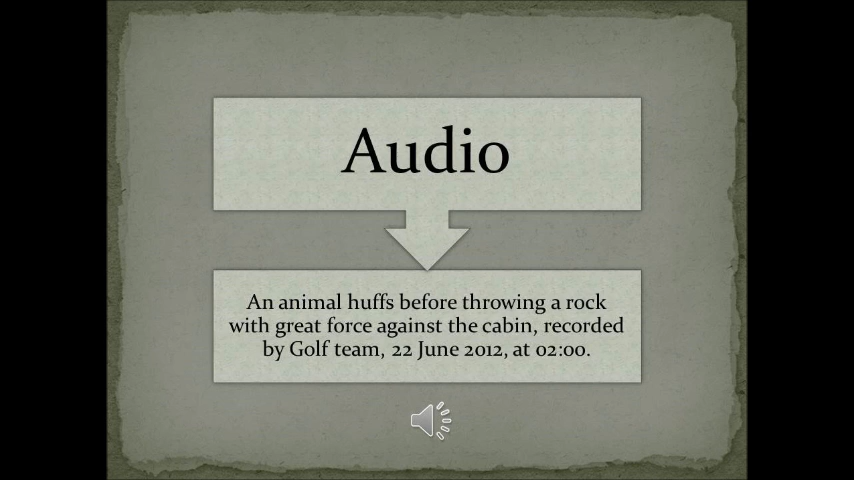 Audio
An animal huffs before throwing a rock
with great force against the cabin, recorded
by Golf team, 22 June 2012, at 02:00.